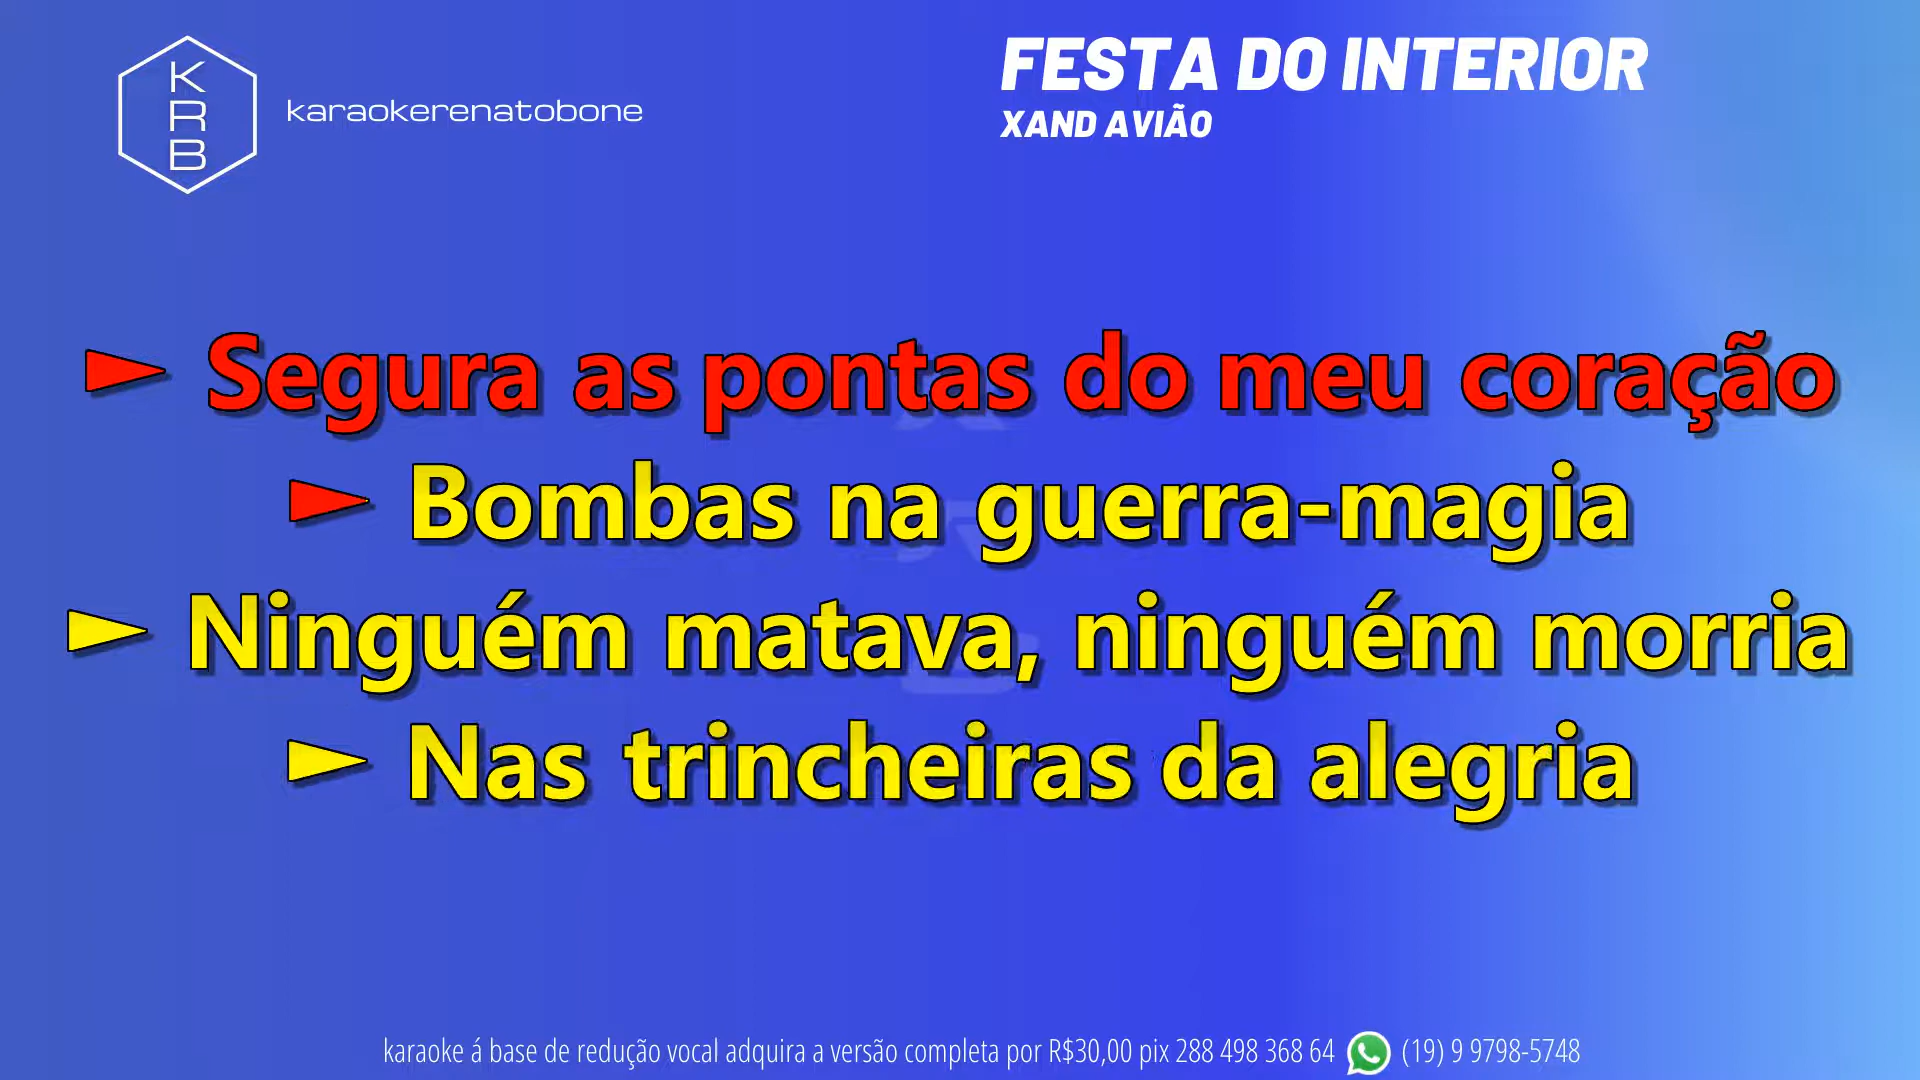 KRB
karaokerenatobone
FESTA DO INTERIOR
XAND AVIÃO
► Segura as pontas do meu coração
► Bombas na guerra-magia
► Ninguém matava, ninguém morria
► Nas trincheiras da alegria
karaoke á base de redução vocal adquira a versão completa por R$30,00 pix 288 498 368 64 (19) 9 9798-5748